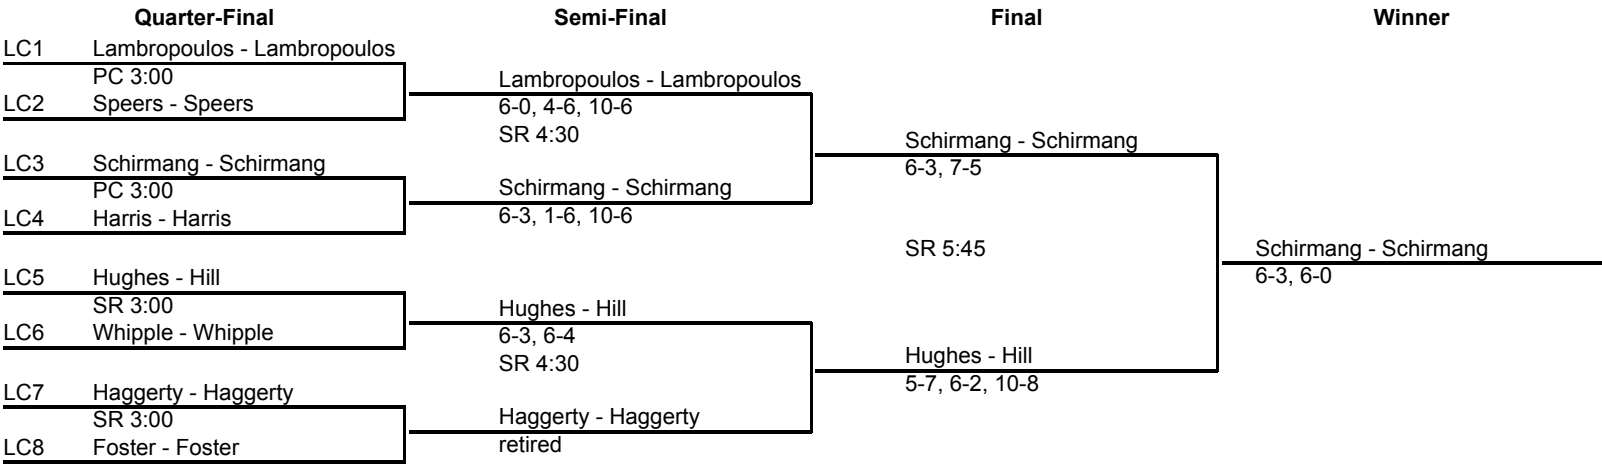 Quarter-Final Semi-Final Final Winner
LC1 Lambropoulos - Lambropoulos
PC 3:00
LC2 Speers - Speers
LC3 Schirmang - Schirmang
PC 3:00
LC4 Harris - Harris
LC5 Hughes - Hill
SR 3:00
LC6 Whipple - Whipple
LC7 Haggerty - Haggerty
SR 3:00
LC8 Foster - Foster
Lambropoulos - Lambropoulos
6-0, 4-6, 10-6
SR 4:30
Schirmang - Schirmang
6-3, 1-6, 10-6
Hughes - Hill
6-3, 6-4
SR 4:30
Haggerty - Haggerty
retired
Schirmang - Schirmang
6-3, 7-5
SR 5:45
Hughes - Hill
5-7, 6-2, 10-8
Schirmang - Schirmang
6-3, 6-0